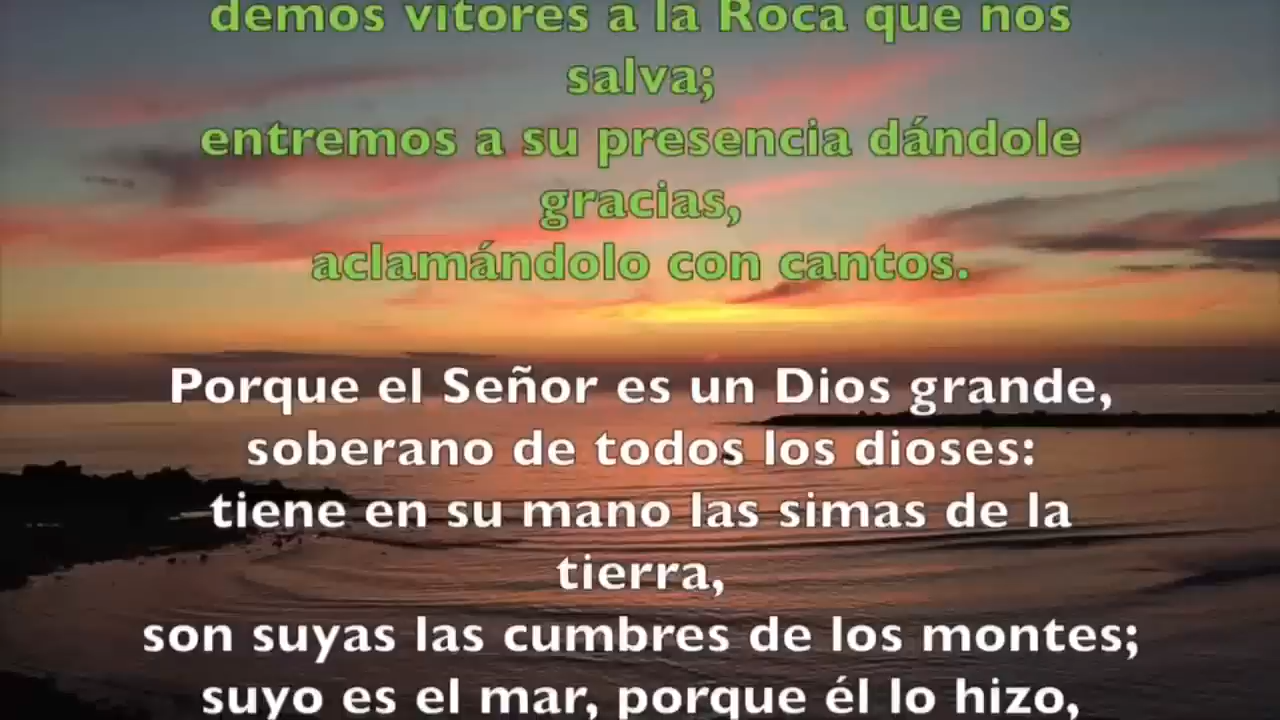 demos vítores a la Roca que nos
salva;
entremos a su presencia dándole
gracias,
aclamándolo con cantos.
Porque el Señor es un Dios grande,
soberano de todos los dioses:
tiene en su mano las simas de la
tierra,
son suyas las cumbres de los montes;
suyo es el mar, porque él lo hizo,